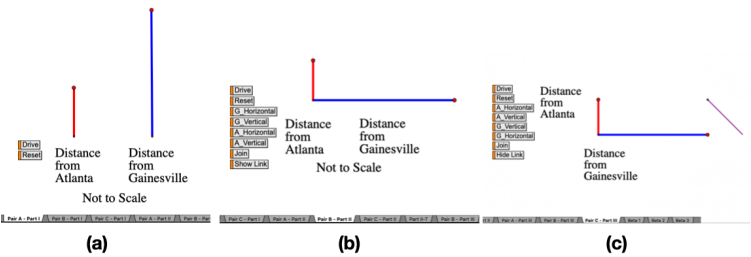 Drive
Reset
Distance
from
Atlanta
Distance
from
Gainesville
Not to Scale
Pair A - Part I
Pair B - Part I
Pair C - Part I
Pair A - Part II
Pair B - Par
(a)
Drive
Reset
G_Horizontal
G_Vertical
A_Horizontal
A_Vertical
Join
Show Link
Distance
from
Atlanta
Distance
from
Gainesville
Not to Scale
Pair C - Part I
Pair A - Part II
Pair B - Part II
Pair C - Part II
Part II-T
Pair B - Part III
(b)
Drive
Reset
A_Horizontal
A_Vertical
G_Vertical
G_Horizontal
Join
Hide Link
Distance
from
Atlanta
Distance
from
Gainesville
Pair A - Part III
Pair B - Part III
Pair C - Part III
Beta 1
Beta 2
Beta 3
(c)